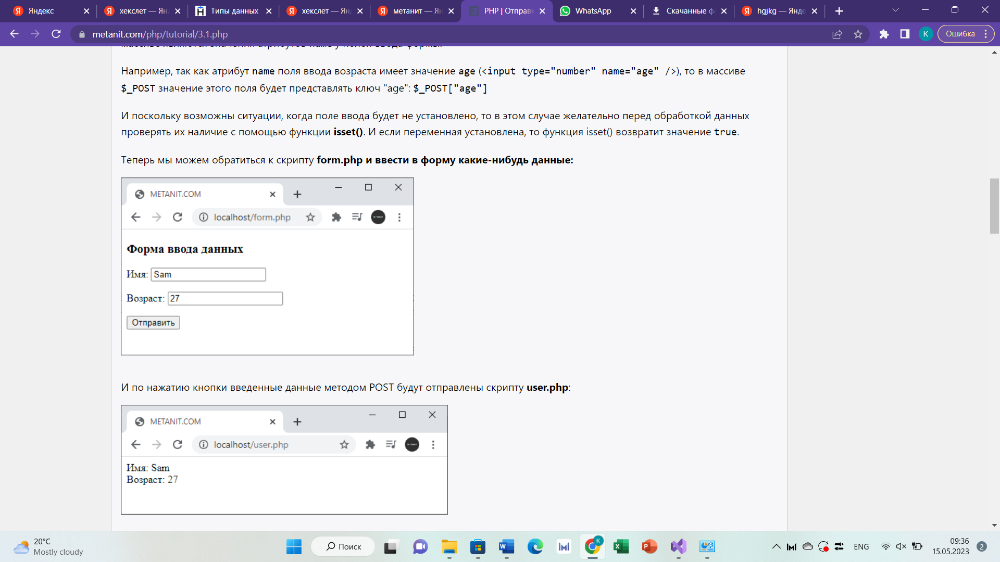 Яндекс
хекслет — Ян
Типы данных
хекслет — Ян
метанит — Ян
PHP | Отправ
WhatsApp
Скачанные ф
hgjkg — Янде
metanit.com/php/tutorial/3.1.php
K
Ошибка
Например, так как атрибут name поля ввода возраста имеет значение age (<input type="number" name="age" />), то в массиве
$_POST значение этого поля будет представлять ключ "age": $_POST["age"]
И поскольку возможны ситуации, когда поле ввода будет не установлено, то в этом случае желательно перед обработкой данных
проверять их наличие с помощью функции isset(). И если переменная установлена, то функция isset() возвратит значение true.
Теперь мы можем обратиться к скрипту form.php и ввести в форму какие-нибудь данные:
METANIT.COM
localhost/form.php
Форма ввода данных
Имя: Sam
Возраст: 27
Отправить
И по нажатию кнопки введенные данные методом POST будут отправлены скрипту user.php:
METANIT.COM
localhost/user.php
Имя: Sam
Возраст: 27
20°C
Mostly cloudy
Поиск
ENG
09:36
15.05.2023
2